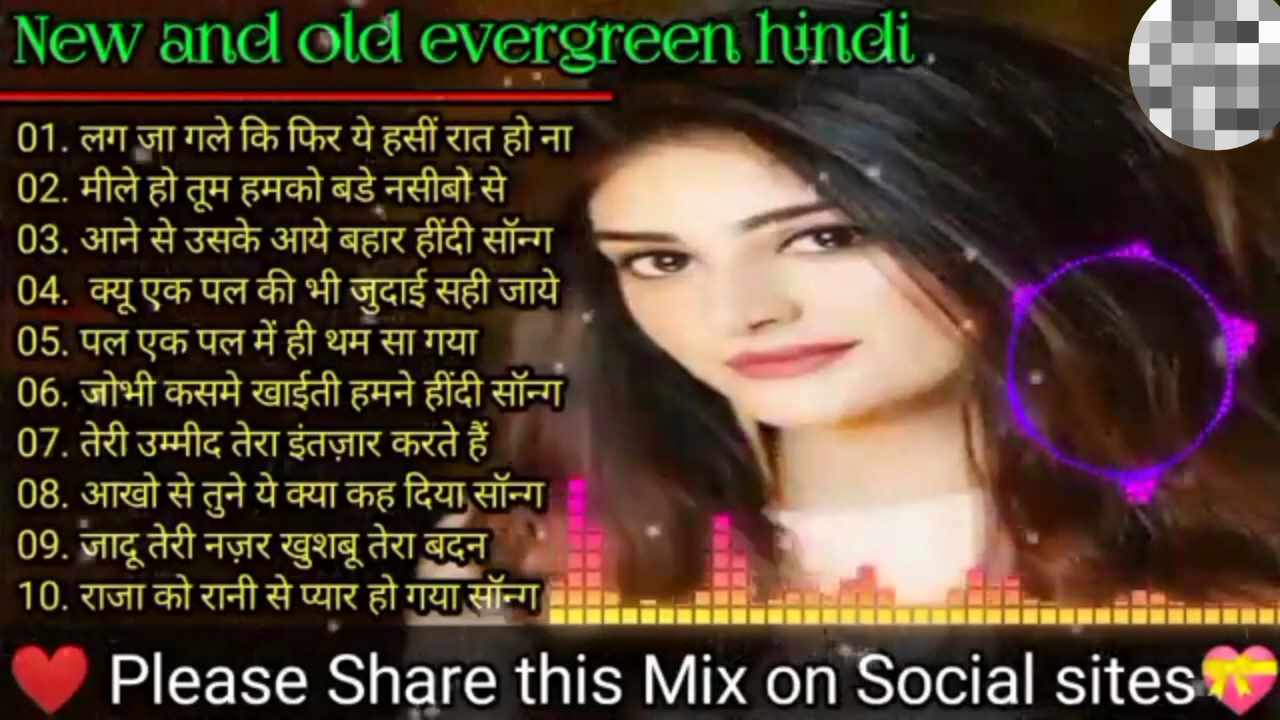 New and old evergreen hindi
01. लग जा गले कि फिर ये हसीं रात हो ना
02. मीले हो तूम हमको बडे नसीबों से
03. आने से उसके आये बहार हींदी सॉन्ग
04. क्यू एक पल की भी जुदाई सही जाये
05. पल एक पल में ही थम सा गया
06. जोभी कसमे खाईती हमने हींदी सॉन्ग
07. तेरी उम्मीद तेरा इंतज़ार करते हैं
08. आखो से तुने ये क्या कह दिया सॉन्ग
09. जादू तेरी नज़र खुशबू तेरा बदन
10. राजा को रानी से प्यार हो गया सॉन्ग
Please Share this Mix on Social sites